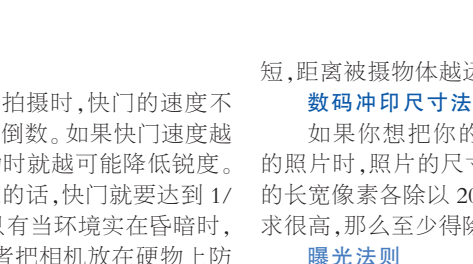 拍摄时,快门的速度不
倒数。如果快门速度越
时就越可能降低锐度。
的话,快门就要达到 1/
只有当环境实在昏暗时,
者把相机放在硬物上防
短,距离被摄物体越远
数码冲印尺寸法
如果你想把你的
的照片时,照片的尺寸
的长宽像素各除以 20
求很高,那么至少得除
曝光法则